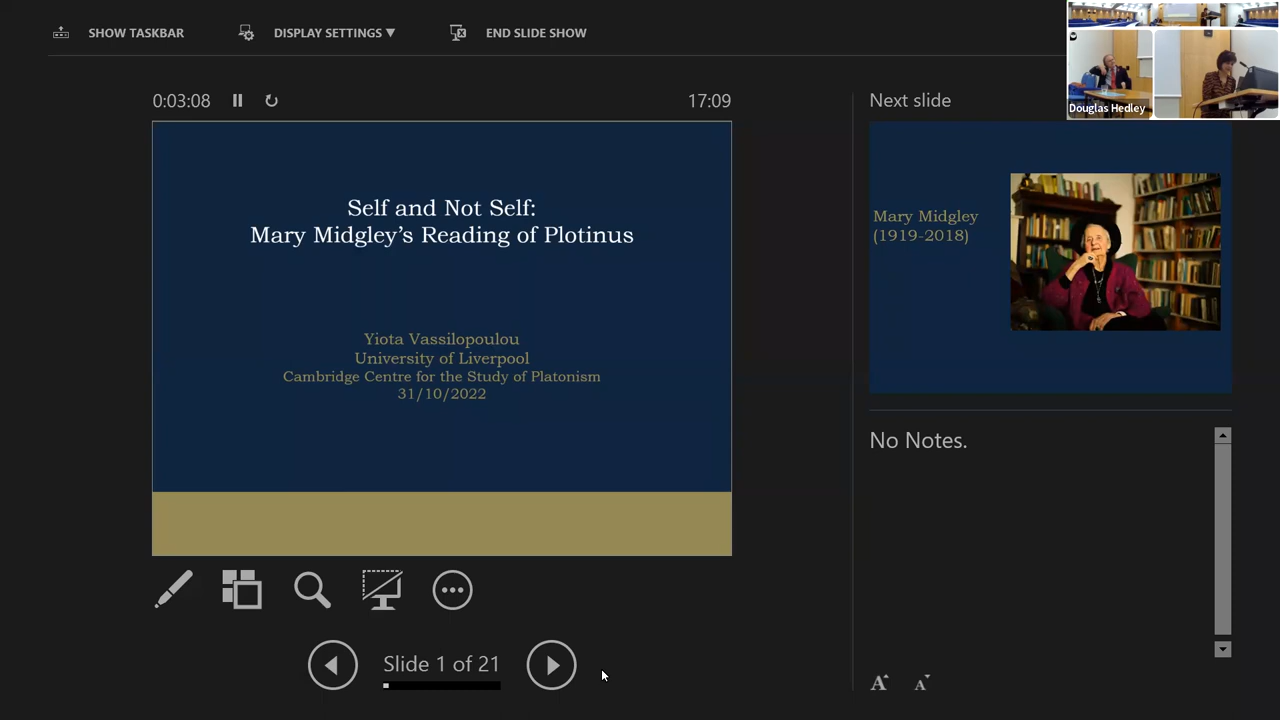 SHOW TASKBAR
DISPLAY SETTINGS ▼
END SLIDE SHOW
0:03:08
17:09
Self and Not Self:
Mary Midgley's Reading of Plotinus
Yiota Vassilopoulou
University of Liverpool
Cambridge Centre for the Study of Platonism
31/10/2022
Slide 1 of 21
Next slide
Mary Midgley
(1919-2018)
No Notes.
A A
Douglas Hedley